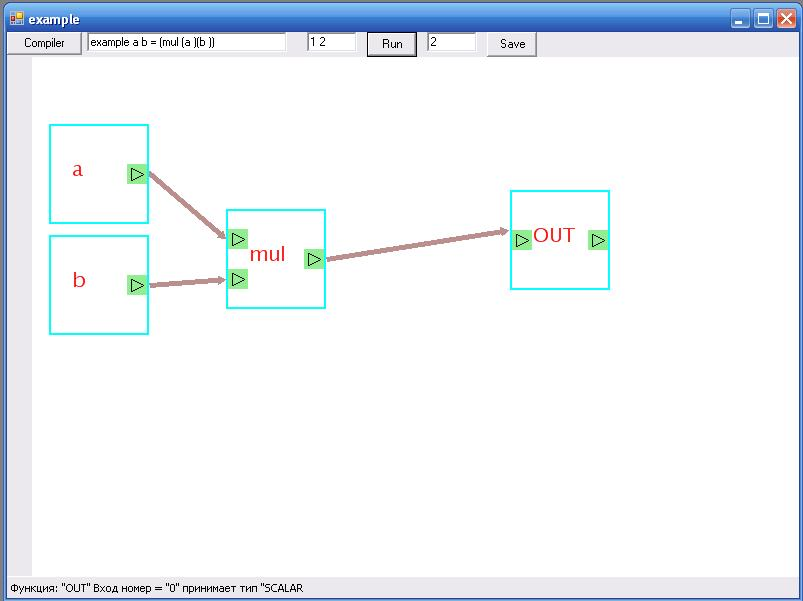 example
Compiler example a b = (mul (a )(b )) 1 2 Run 2 Save
a
b
mul
OUT
Функция: "OUT" Вход номер = "0" принимает тип "SCALAR